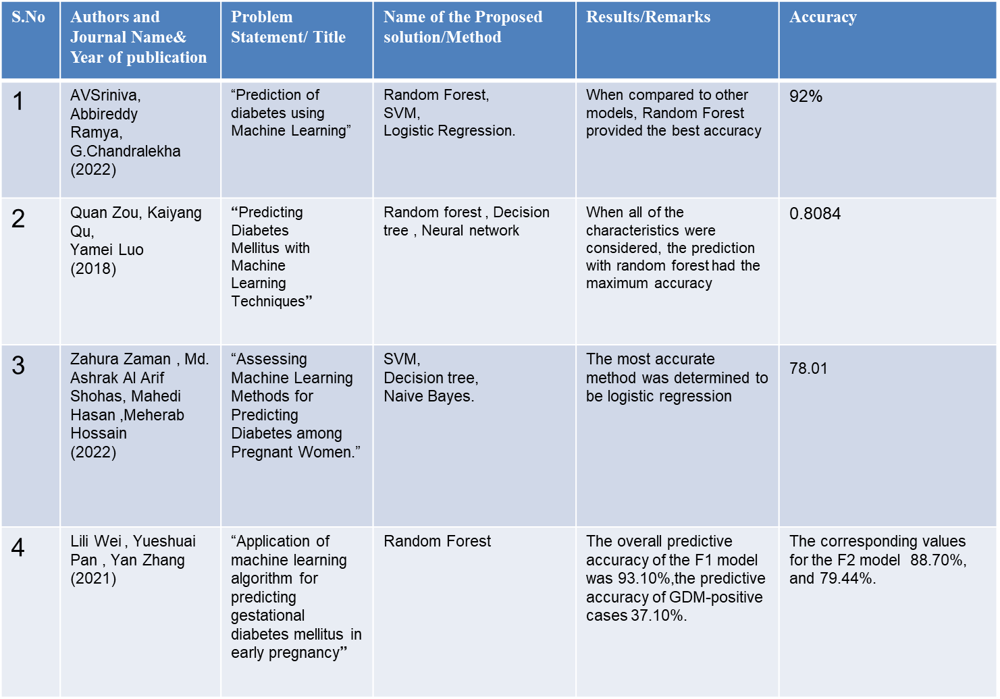 S.No
Authors and
Journal Name&
Year of publication
Problem
Statement/ Title
Name of the Proposed
solution/Method
Results/Remarks
Accuracy
1
AVSriniva,
Abbireddy
Ramya,
G.Chandralekha
(2022)
“Prediction of
diabetes using
Machine Learning”
Random Forest,
SVM,
Logistic Regression.
When compared to other
models, Random Forest
provided the best accuracy
92%
2
Quan Zou, Kaiyang
Qu,
Yamei Luo
(2018)
“Predicting
Diabetes
Mellitus with
Machine
Learning
Techniques”
Random forest , Decision
tree , Neural network
When all of the
characteristics were
considered, the prediction
with random forest had the
maximum accuracy
0.8084
3
Zahura Zaman , Md.
Ashrak Al Arif
Shohas, Mahedi
Hasan ,Meherab
Hossain
(2022)
“Assessing
Machine Learning
Methods for
Predicting
Diabetes among
Pregnant Women.”
SVM,
Decision tree,
Naive Bayes.
The most accurate
method was determined to
be logistic regression
78.01
4
Lili Wei , Yueshuai
Pan , Yan Zhang
(2021)
“Application of
machine learning
algorithm for
predicting
gestational
diabetes mellitus in
early pregnancy”
Random Forest
The overall predictive
accuracy of the F1 model
was 93.10%,the predictive
accuracy of GDM-positive
cases 37.10%.
The corresponding values
for the F2 model 88.70%,
and 79.44%.